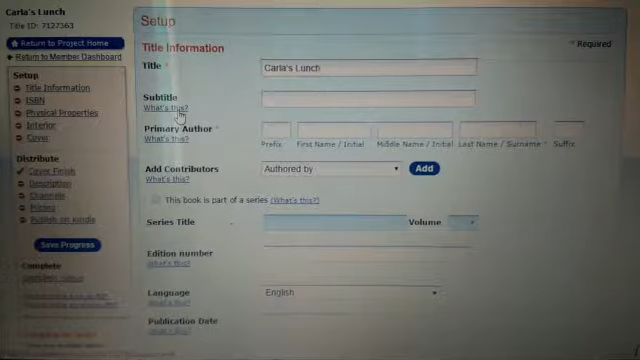 Carla's Lunch
Title ID: 7127363
Return to Project Home
Return to Member Dashboard
Setup
Title Information
ISBN
Physical Properties
Interior
Cover
Distribute
Cover Finish
Description
Channels
Pricing
Publish on Kindle
Save Progress
Complete
Setup
Title Information
* Required
Title *
Carla's Lunch
Subtitle
What's this?
Primary Author *
What's this?
Prefix
First Name / Initial
Middle Name / Initial
Last Name / Surname *
Suffix
Add Contributors
What's this?
Authored by
Add
This book is part of a series (What's this?)
Series Title
Volume
Edition number
What's this?
Language
What's this?
English
Publication Date
What's this?